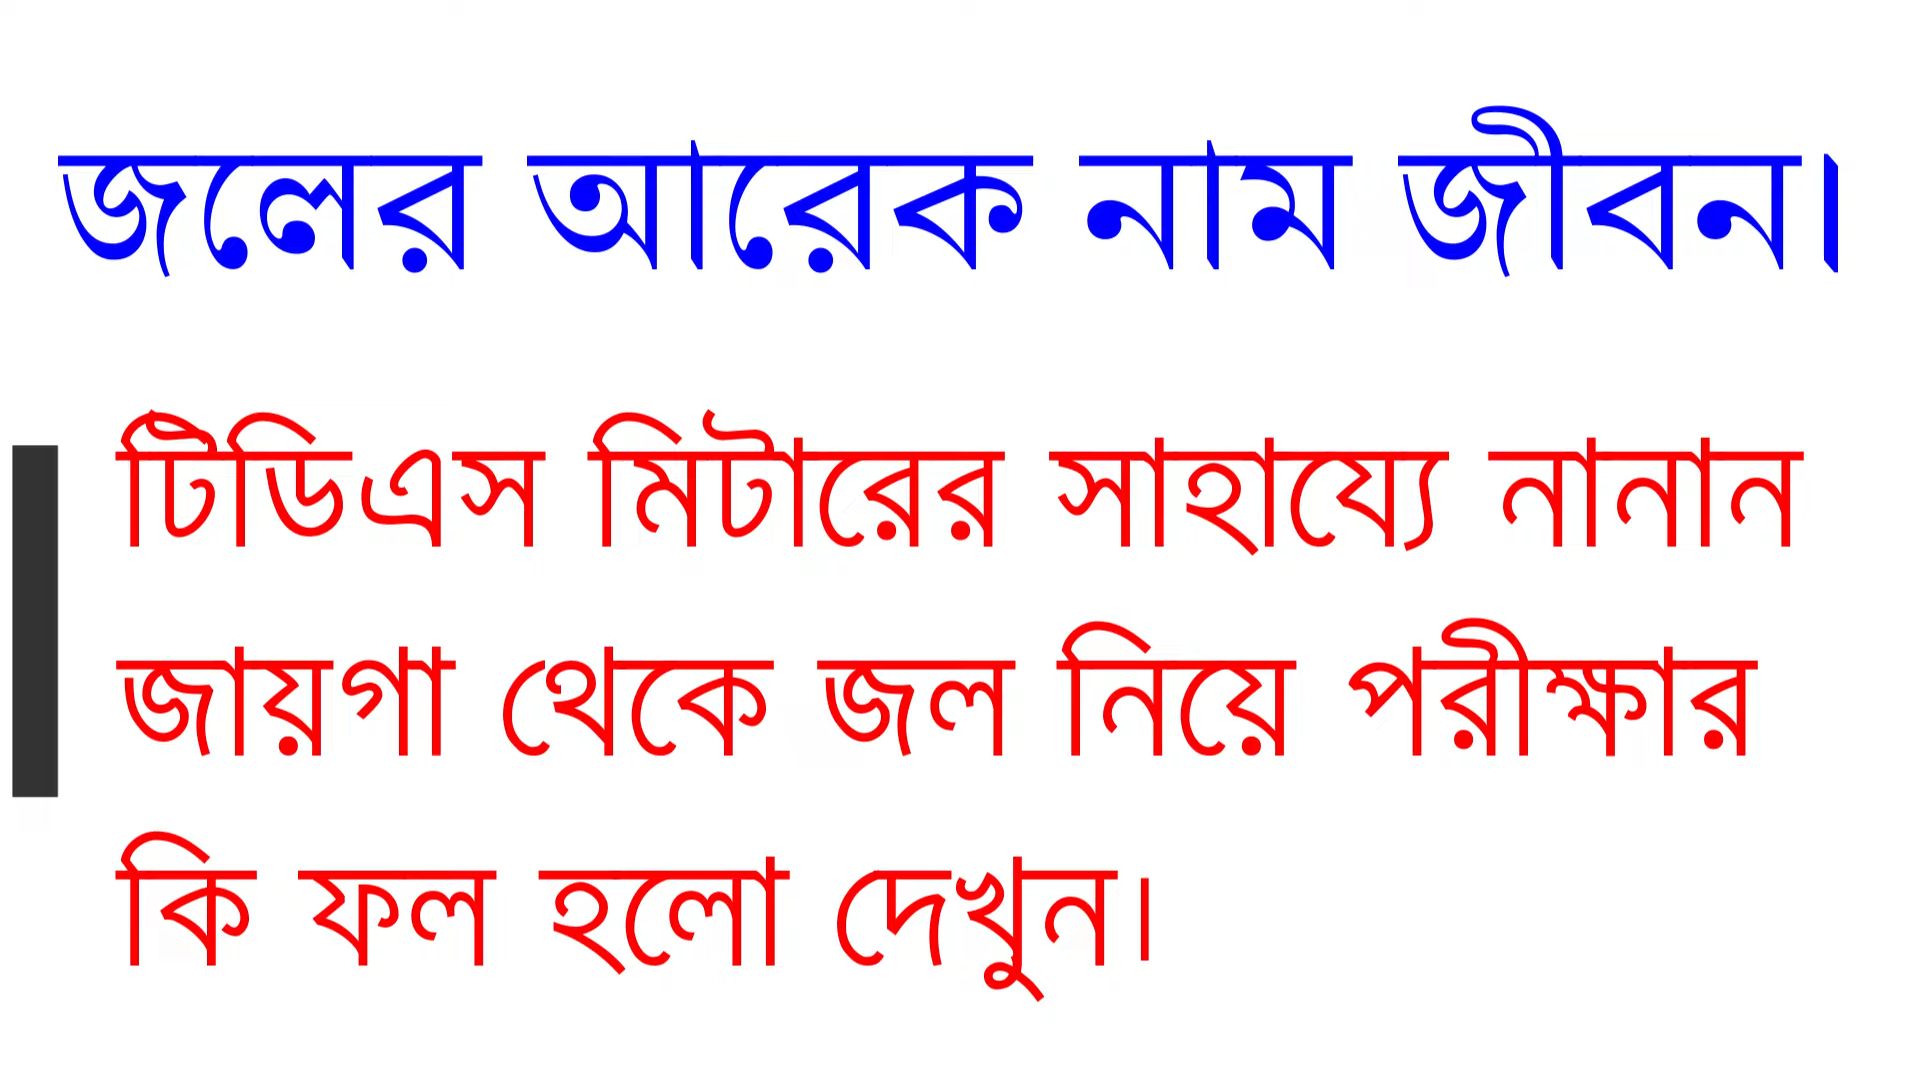 জলের আরেক নাম জীবন।
টিডিএস মিটারের সাহায্যে নানান
জায়গা থেকে জল নিয়ে পরীক্ষার
কি ফল হলো দেখুন।